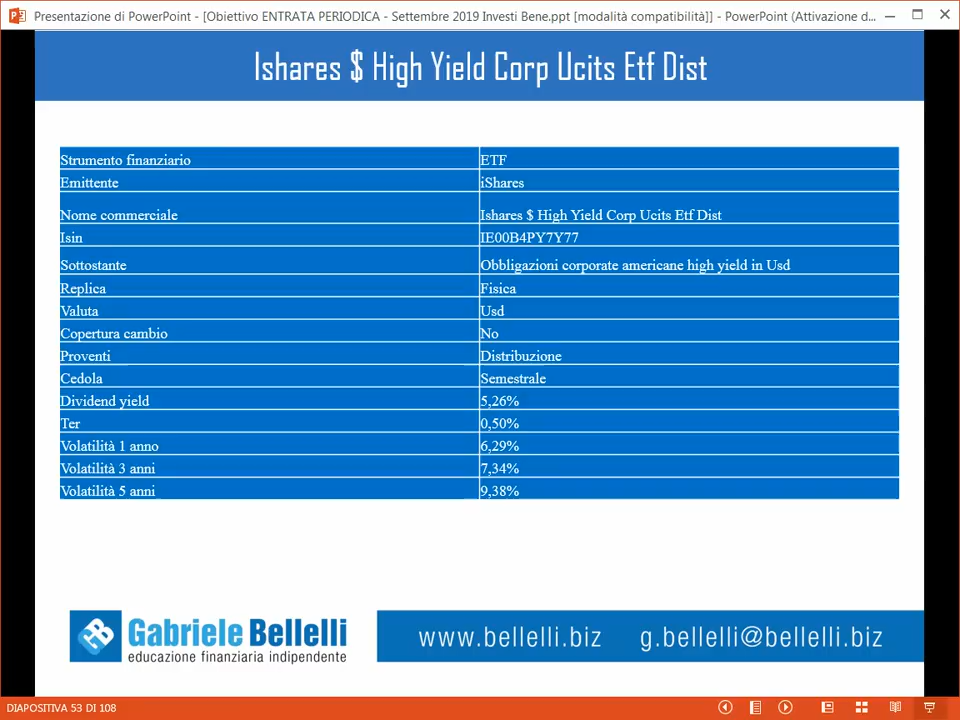 Presentazione di PowerPoint - [Obiettivo ENTRATA PERIODICA - Settembre 2019 Investi Bene.ppt [modalità compatibilità]] - PowerPoint (Attivazione d...
Ishares $ High Yield Corp Ucits Etf Dist
Strumento finanziario ETF
Emittente iShares
Nome commerciale Ishares $ High Yield Corp Ucits Etf Dist
Isin IE00B4PY7Y77
Sottostante Obbligazioni corporate americane high yield in Usd
Replica Fisica
Valuta Usd
Copertura cambio No
Proventi Distribuzione
Cedola Semestrale
Dividend yield 5,26%
Ter 0,50%
Volatilità 1 anno 6,29%
Volatilità 3 anni 7,34%
Volatilità 5 anni 9,38%
Gabriele Bellelli
educazione finanziaria indipendente
www.bellelli.biz g.bellelli@bellelli.biz
DIAPOSITIVA 53 DI 108